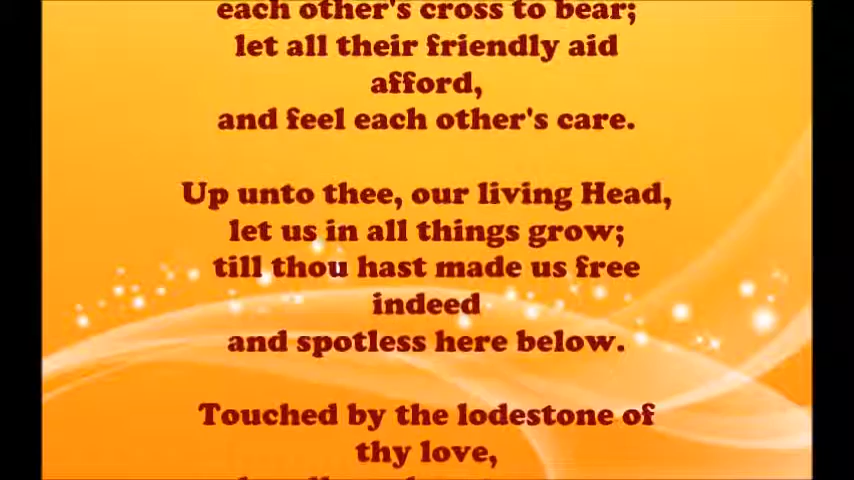 each other's cross to bear;
let all their friendly aid
afford,
and feel each other's care.
Up unto thee, our living Head,
let us in all things grow;
till thou hast made us free
indeed
and spotless here below.
Touched by the lodestone of
thy love,